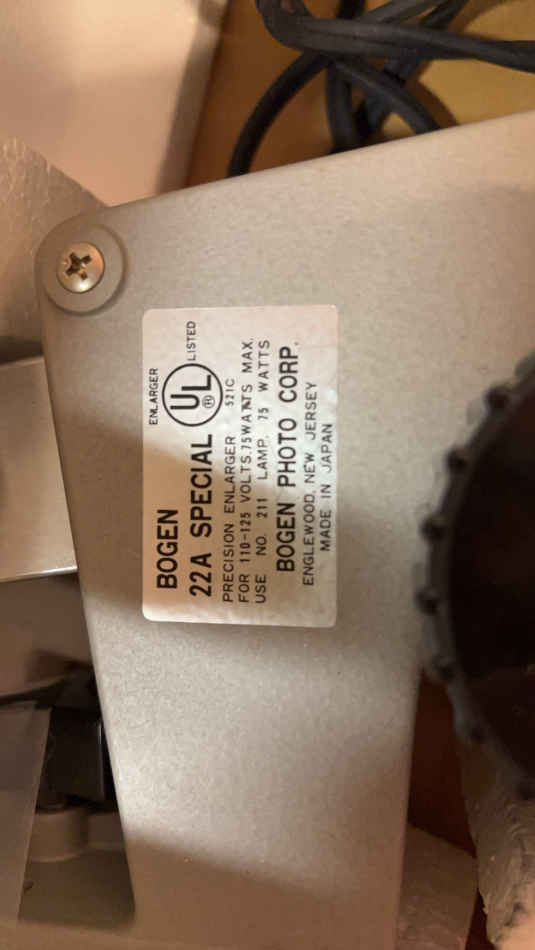 BOGEN
22A SPECIAL
ENLARGER
UL
®
LISTED
PRECISION ENLARGER 521C
FOR 110-125 VOLTS.75WATTS MAX.
USE NO. 211 LAMP, 75 WATTS
BOGEN PHOTO CORP.
ENGLEWOOD, NEW JERSEY
MADE IN JAPAN